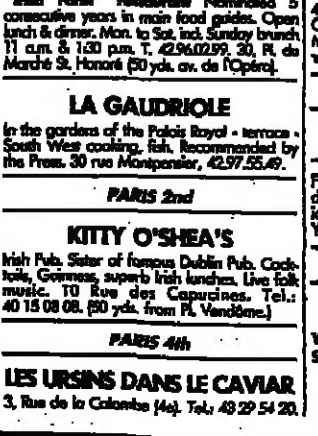 restaurant Nominated 5
consecutive years in main food guides. Open
lunch & dinner. Mon. to Sat. incl. Sunday brunch
11 a.m. & 1:30 p.m. T. 42.96.02.99. 30, Pl. du
Marché St. Honoré (50 yds. av. de l'Opéra).
LA GAUDRIOLE
In the gardens of the Palais Royal - terrace -
South West cooking, fish. Recommended by
the Press. 30 rue Montpensier, 42.97.55.49.
PARIS 2nd
KITTY O'SHEA'S
Irish Pub. Sister of famous Dublin Pub. Cock-
tails, Guinness, superb Irish lunches. Live folk
music. 10 Rue des Capucines. Tel.:
40 15 08 08. (50 yds. from Pl. Vendôme.)
PARIS 4th
LES URSINS DANS LE CAVIAR
3, Rue de la Colombe (4e). Tel.: 43 29 54 20.